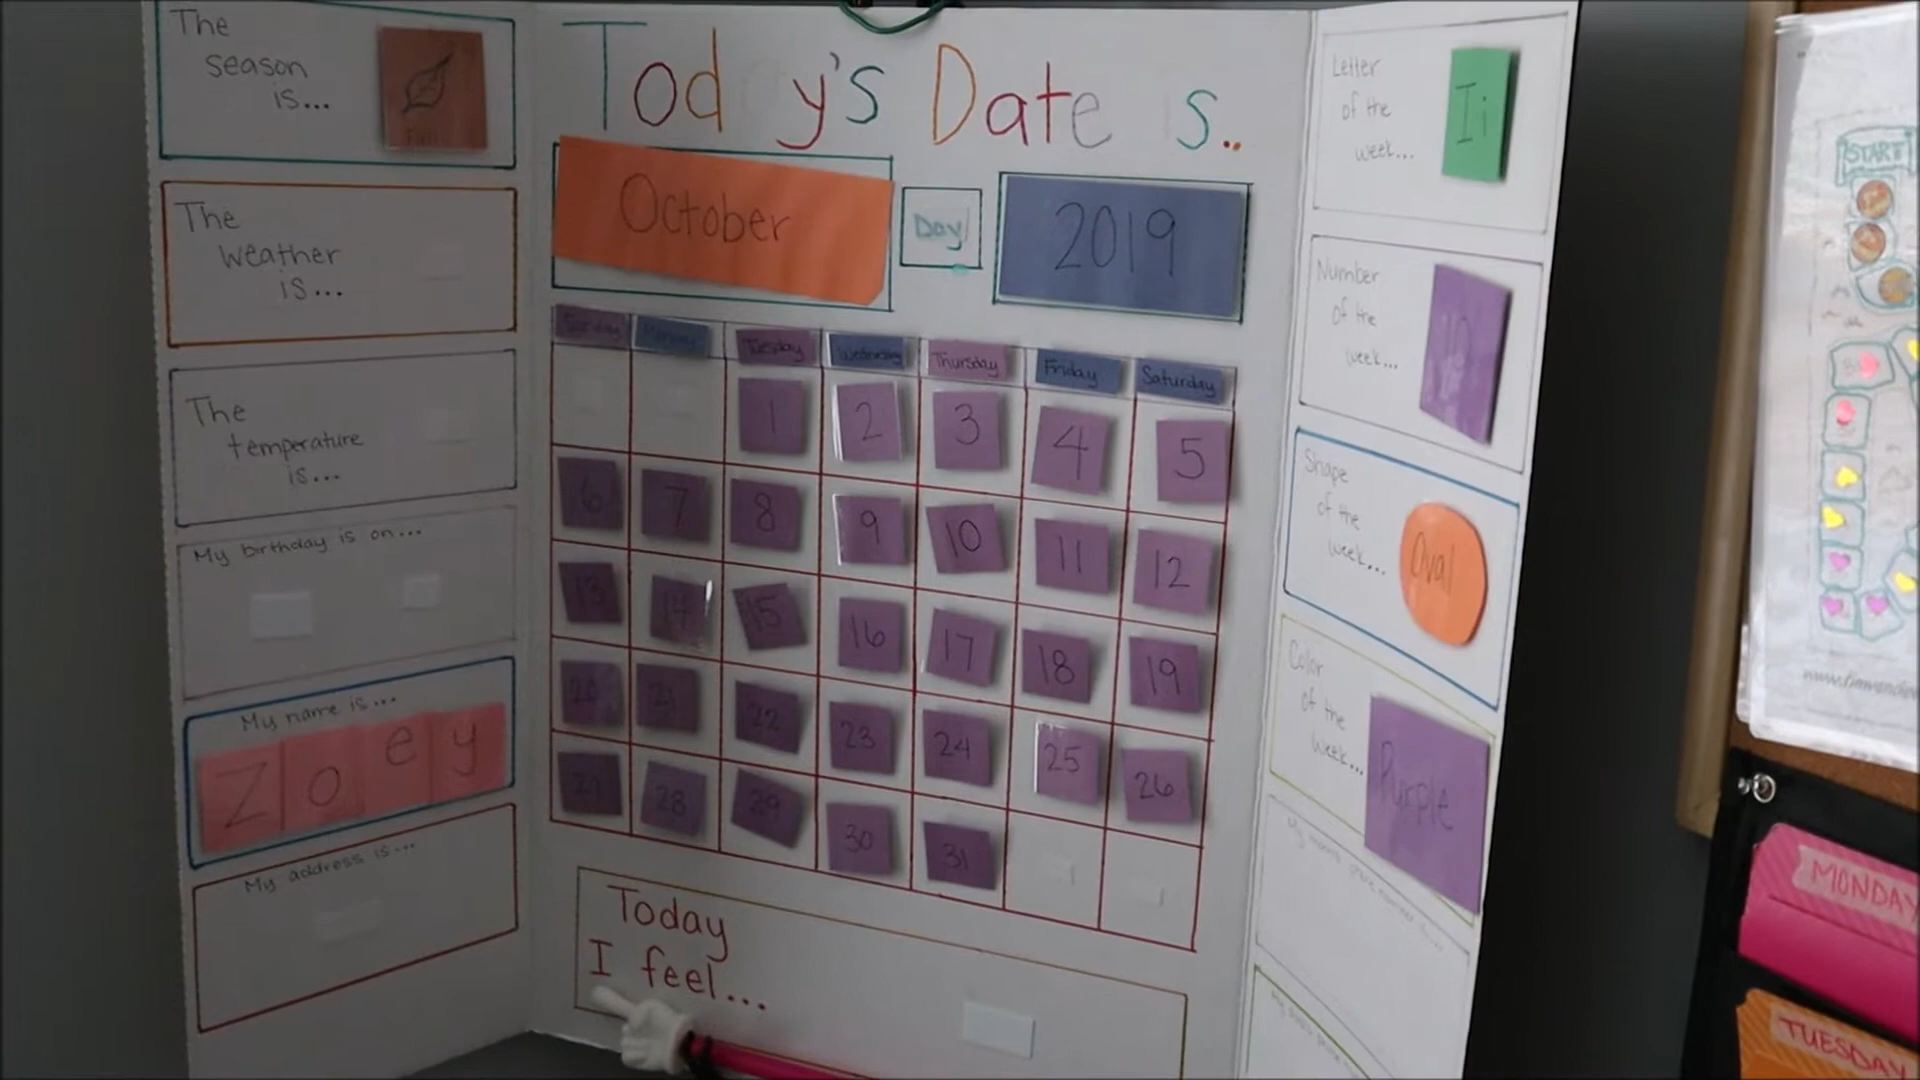 The
season
is...
Fall
The
weather
is...
The
temperature
is...
My birthday is on...
My name is...
Zoey
My address is...
Today's Date is..
October
Day
2019
Sunday Monday Tuesday Wednesday Thursday Friday Saturday
1 2 3 4 5
6 7 8 9 10 11 12
13 14 15 16 17 18 19
20 21 22 23 24 25 26
27 28 29 30 31
Today
I feel...
Letter
of the
week...
Ii
Number
of the
week...
Shape
of the
week...
Oval
Color
of the
week...
Purple
START
MONDAY
TUESDAY